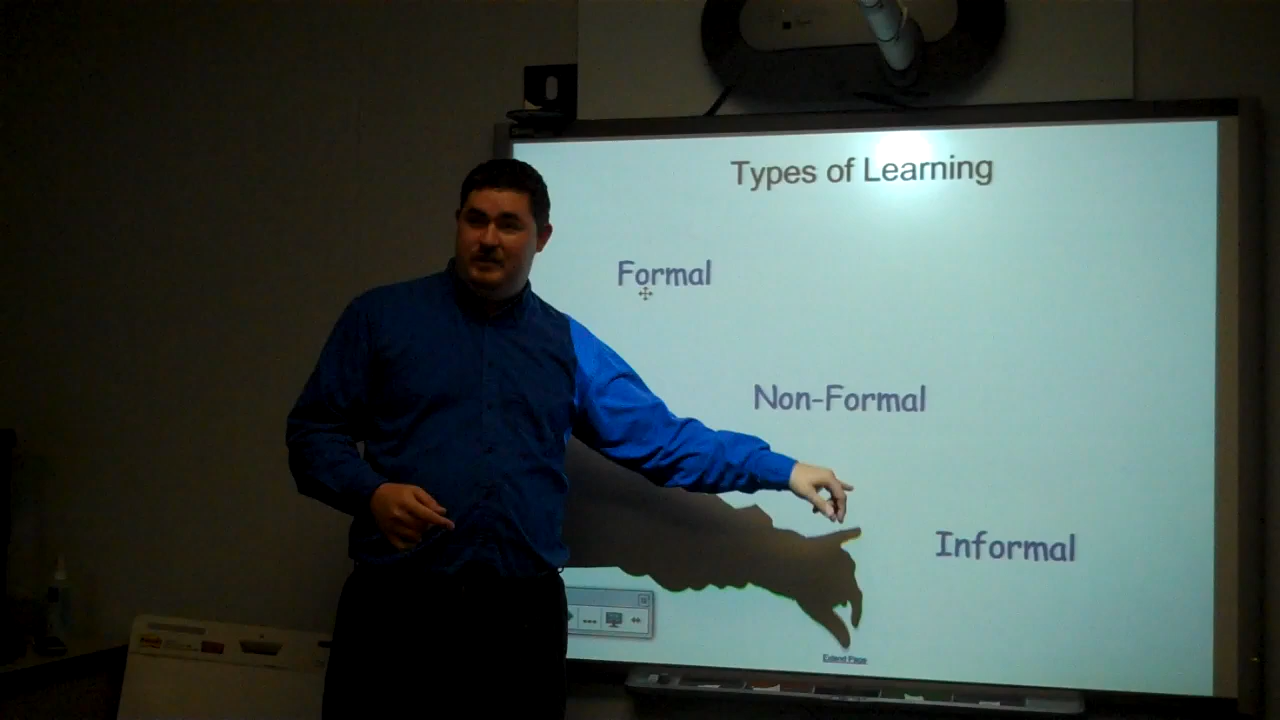 Types of Learning
Formal
Non-Formal
Informal
Extend Page